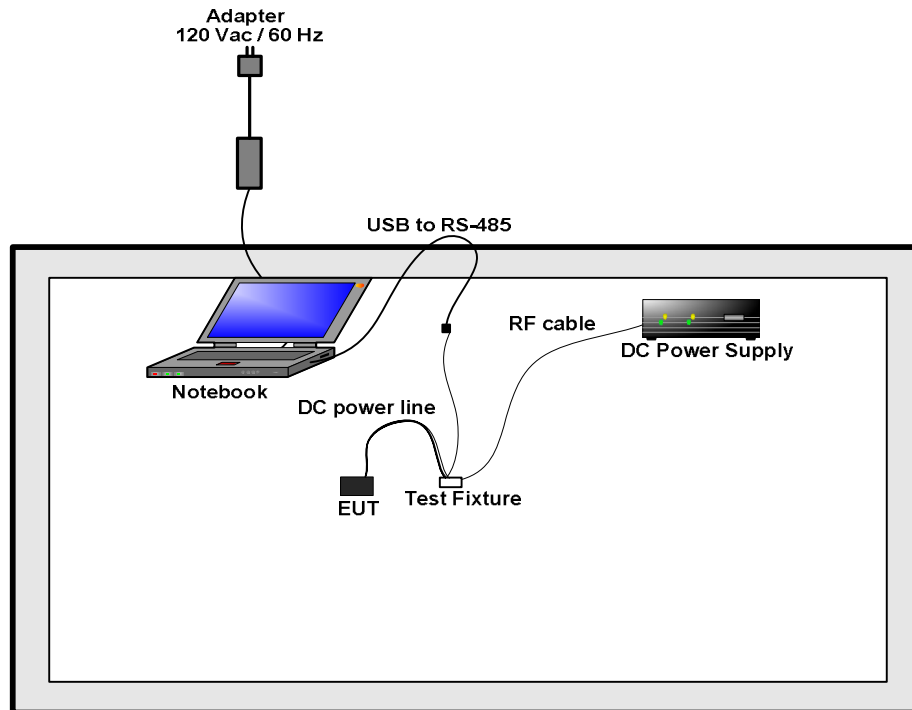 Adapter
120 Vac / 60 Hz
USB to RS-485
RF cable
DC Power Supply
Notebook
DC power line
EUT
Test Fixture